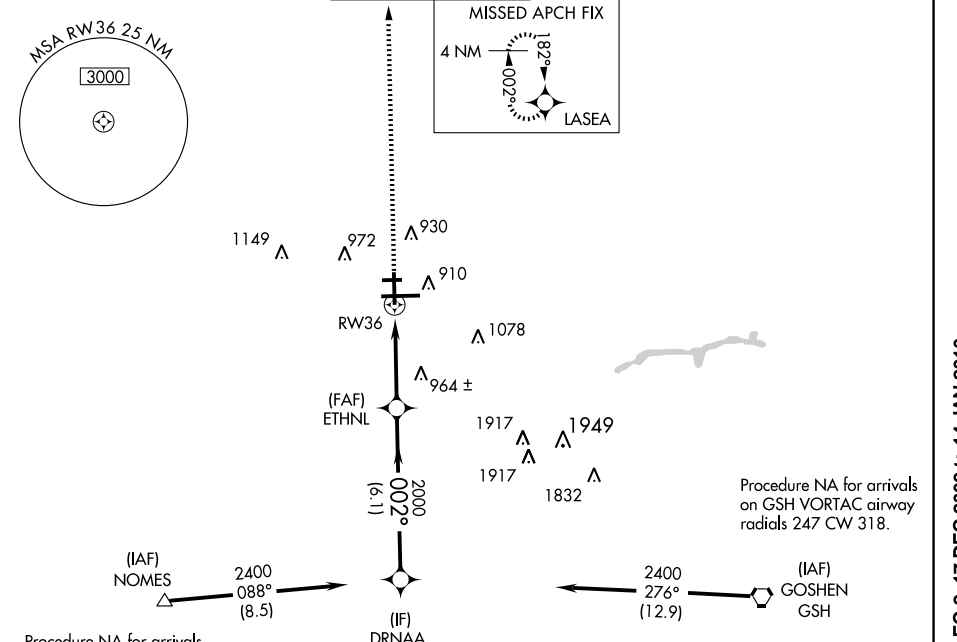 MISSED APCH FIX
MSA RW36 25 NM
3000
4 NM
182°
002°
LASEA
1149
972
930
910
RW36
1078
964 ±
(FAF)
ETHNL
1917
1949
1917
1832
2000
002°
(6.1)
Procedure NA for arrivals
on GSH VORTAC airway
radials 247 CW 318.
(IAF)
NOMES
2400
088°
(8.5)
2400
276°
(12.9)
(IAF)
GOSHEN
GSH
(IF)
DRNAA
Procedure NA for arrivals